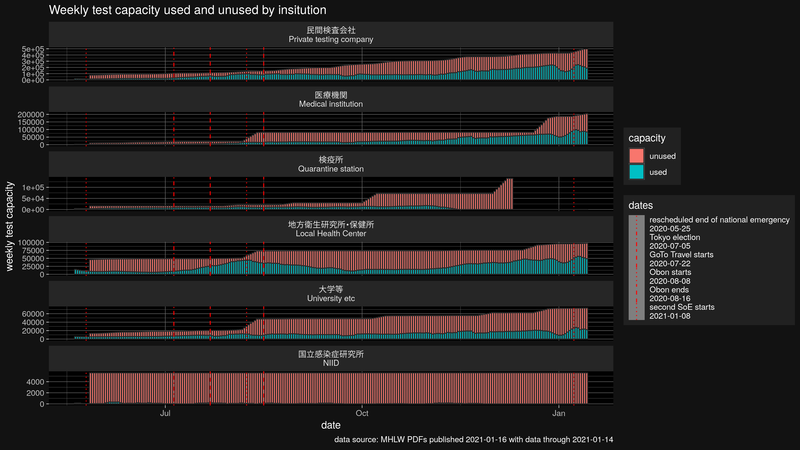 Weekly test capacity used and unused by insitution
民間検査会社
Private testing company
5e+05
4e+05
3e+05
2e+05
1e+05
0e+00
医療機関
Medical institution
200000
150000
100000
50000
0
検疫所
Quarantine station
1e+05
5e+04
0e+00
地方衛生研究所・保健所
Local Health Center
100000
75000
50000
25000
0
大学等
University etc
60000
40000
20000
0
国立感染症研究所
NIID
4000
2000
0
Jul
Oct
Jan
date
weekly test capacity
data source: MHLW PDFs published 2021-01-16 with data through 2021-01-14
capacity
unused
used
dates
rescheduled end of national emergency
2020-05-25
Tokyo election
2020-07-05
GoTo Travel starts
2020-07-22
Obon starts
2020-08-08
Obon ends
2020-08-16
second SoE starts
2021-01-08